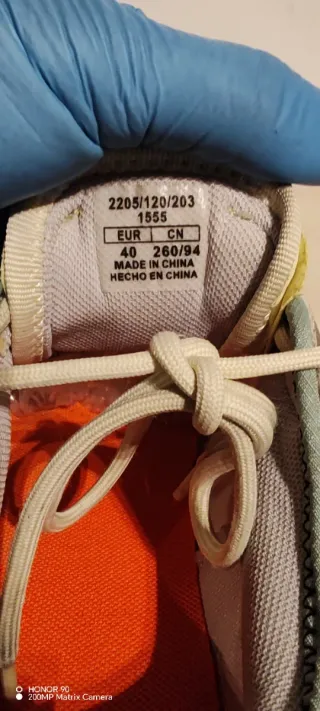 2205/120/203
1555
EUR CN
40 260/94
MADE IN CHINA
HECHO EN CHINA
HONOR 90
200MP Matrix Camera